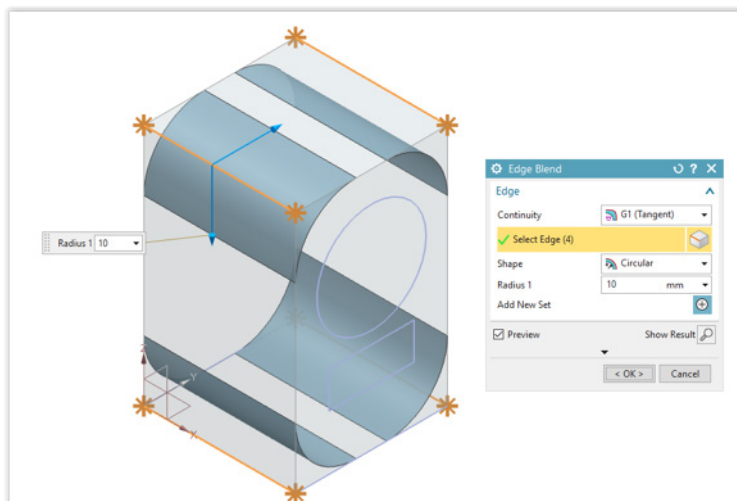 Edge Blend
Edge
Continuity G1 (Tangent)
Select Edge (4)
Shape Circular
Radius 1 10 mm
Add New Set
Preview Show Result
< OK > Cancel
Radius 1 10
Z
Y
X